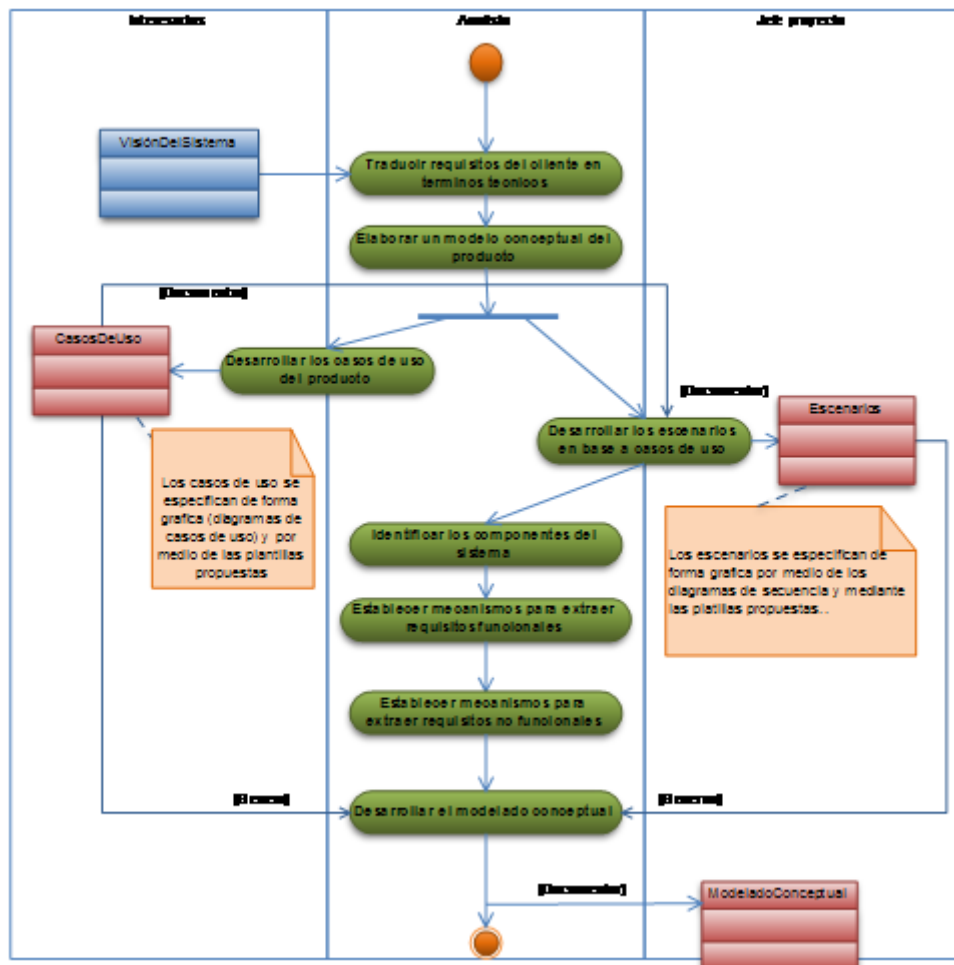 Interesados
Analista
Jefe proyecto
VisiónDelSistema
Traducir requisitos del cliente en
terminos tecnicos
Elaborar un modelo conceptual del
producto
CasosDeUso
Desarrollar los casos de uso
del producto
Escenarios
Desarrollar los escenarios
en base a casos de uso
Los casos de uso se
especifican de forma
grafica (diagramas de
casos de uso) y por
medio de las plantillas
propuestas
Identificar los componentes del
sistema
Los escenarios se especifican de
forma grafica por medio de los
diagramas de secuencia y mediante
las platillas propuestas..
Establecer mecanismos para extraer
requisitos funcionales
Establecer mecanismos para
extraer requisitos no funcionales
Desarrollar el modelado conceptual
ModeladoConceptual